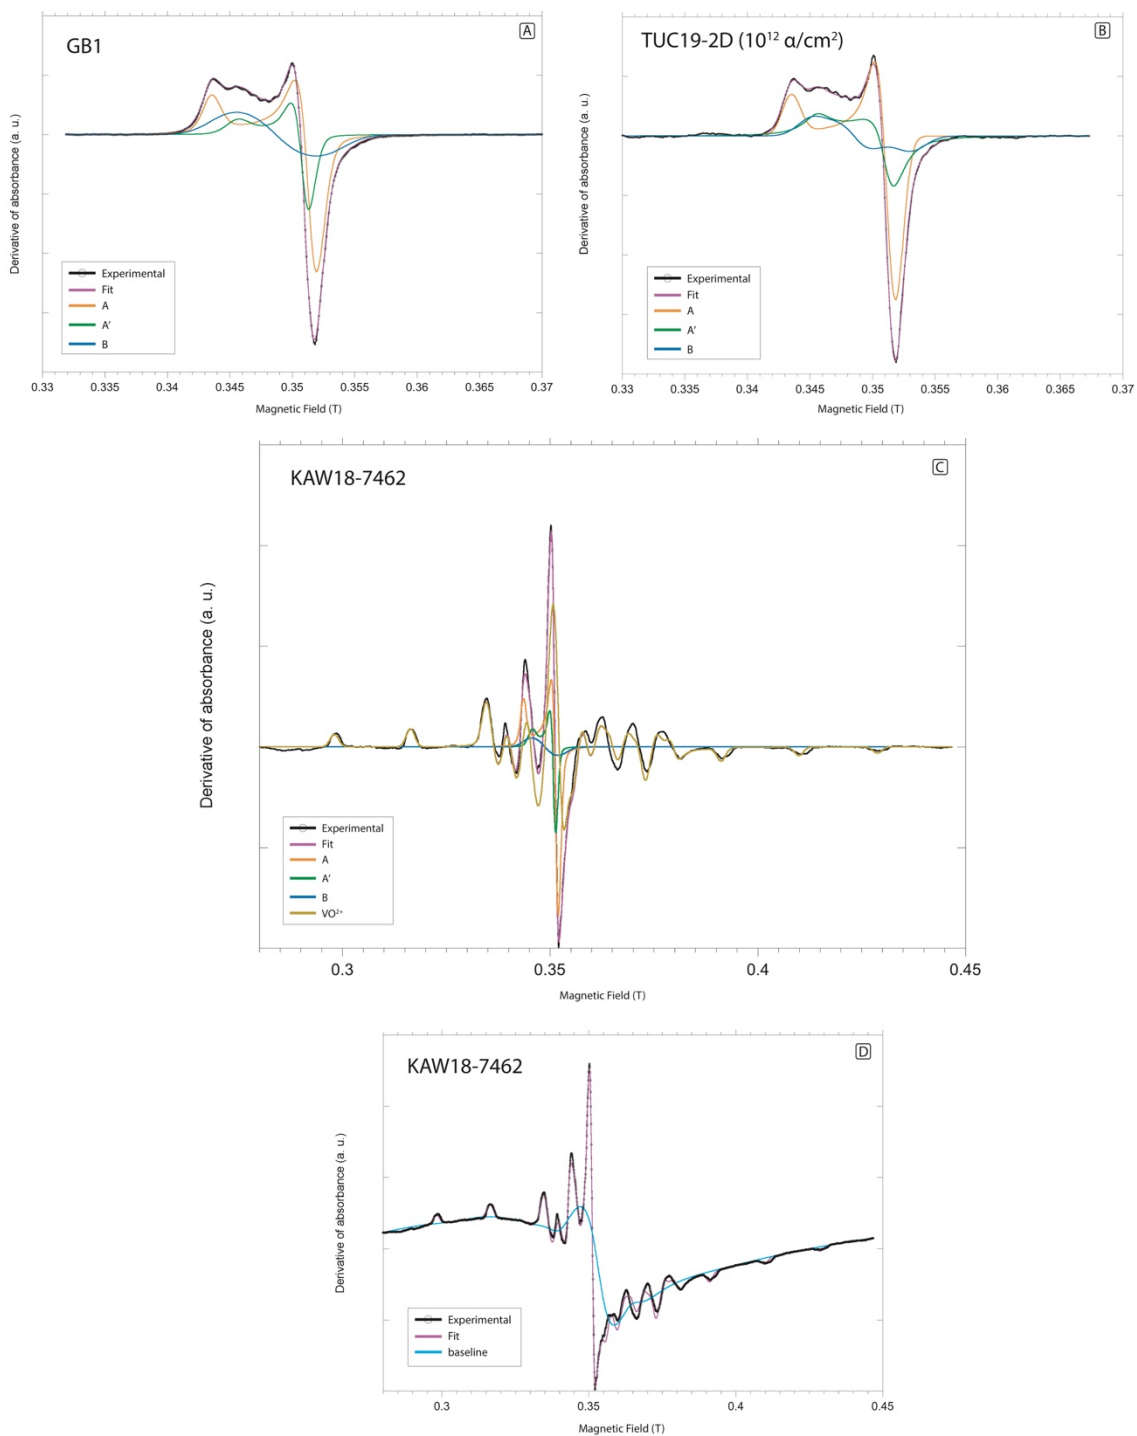 GB1
A
Derivative of absorbance (a. u.)
Experimental
Fit
A
A'
B
0.33 0.335 0.34 0.345 0.35 0.355 0.36 0.365 0.37
Magnetic Field (T)
TUC19-2D (10¹² α/cm²)
B
Derivative of absorbance (a. u.)
Experimental
Fit
A
A'
B
0.33 0.335 0.34 0.345 0.35 0.355 0.36 0.365 0.37
Magnetic Field (T)
KAW18-7462
C
Derivative of absorbance (a. u.)
Experimental
Fit
A
A'
B
VO²⁺
0.3 0.35 0.4 0.45
Magnetic Field (T)
KAW18-7462
D
Derivative of absorbance (a. u.)
Experimental
Fit
baseline
0.3 0.35 0.4 0.45
Magnetic Field (T)